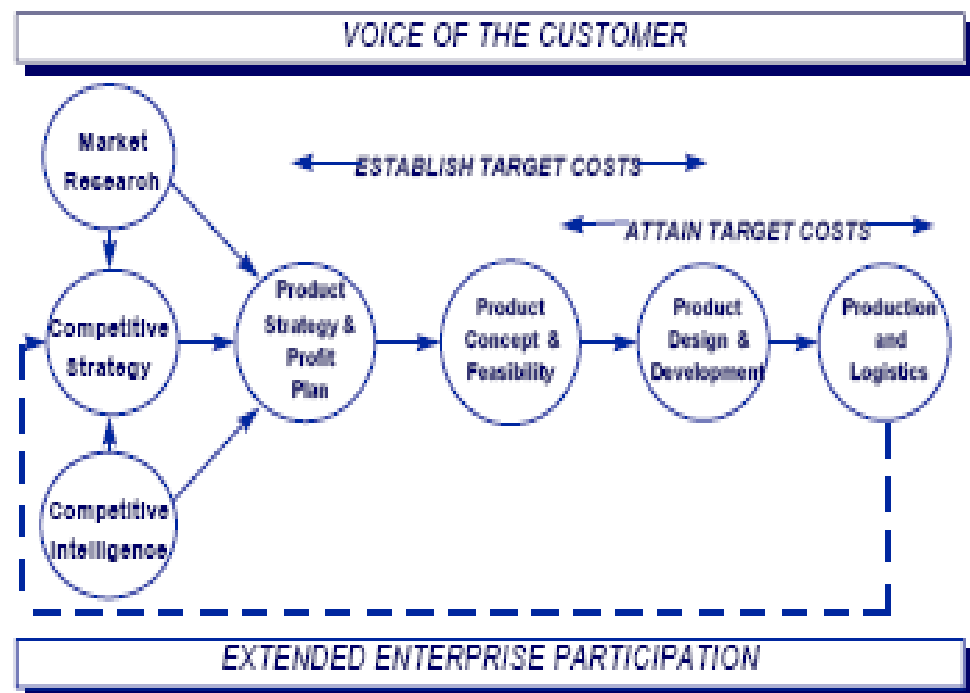 VOICE OF THE CUSTOMER
Market
Research
ESTABLISH TARGET COSTS
ATTAIN TARGET COSTS
Competitive
Strategy
Product
Strategy &
Profit
Plan
Product
Concept &
Feasibility
Product
Design &
Development
Production
and
Logistics
Competitive
Intelligence
EXTENDED ENTERPRISE PARTICIPATION